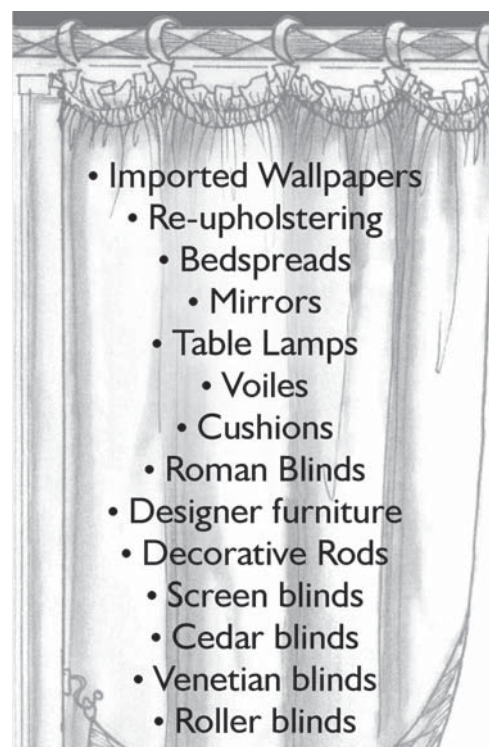 • Imported Wallpapers
• Re-upholstering
• Bedspreads
• Mirrors
• Table Lamps
• Voiles
• Cushions
• Roman Blinds
• Designer furniture
• Decorative Rods
• Screen blinds
• Cedar blinds
• Venetian blinds
• Roller blinds